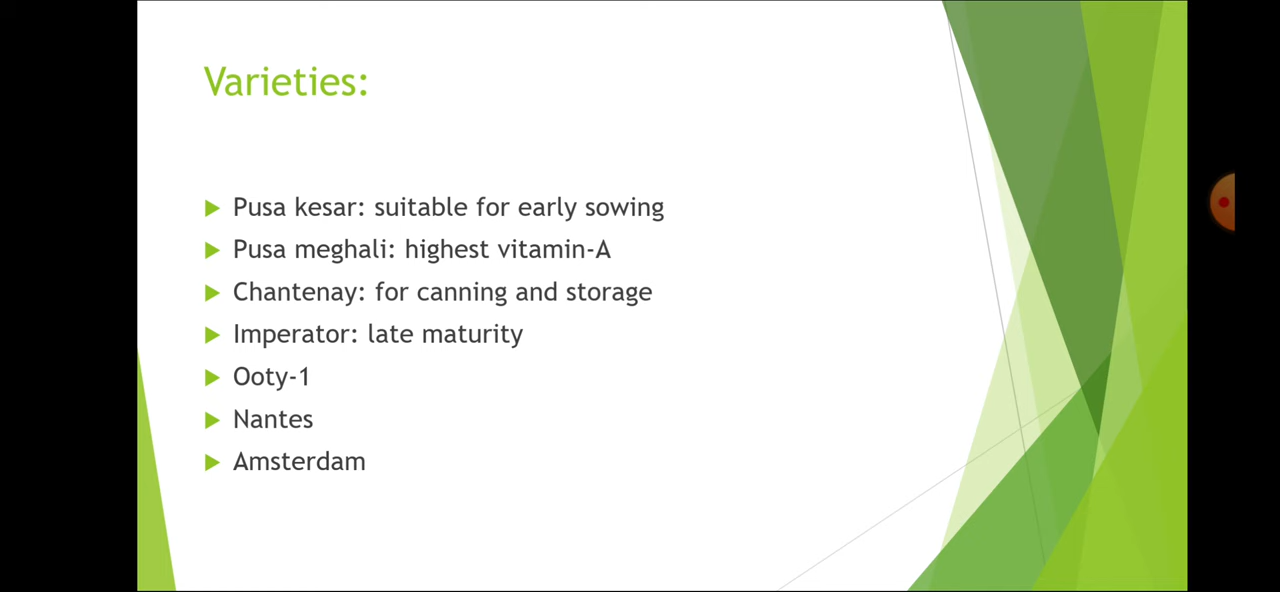 Varieties:
Pusa kesar: suitable for early sowing
Pusa meghali: highest vitamin-A
Chantenay: for canning and storage
Imperator: late maturity
Ooty-1
Nantes
Amsterdam